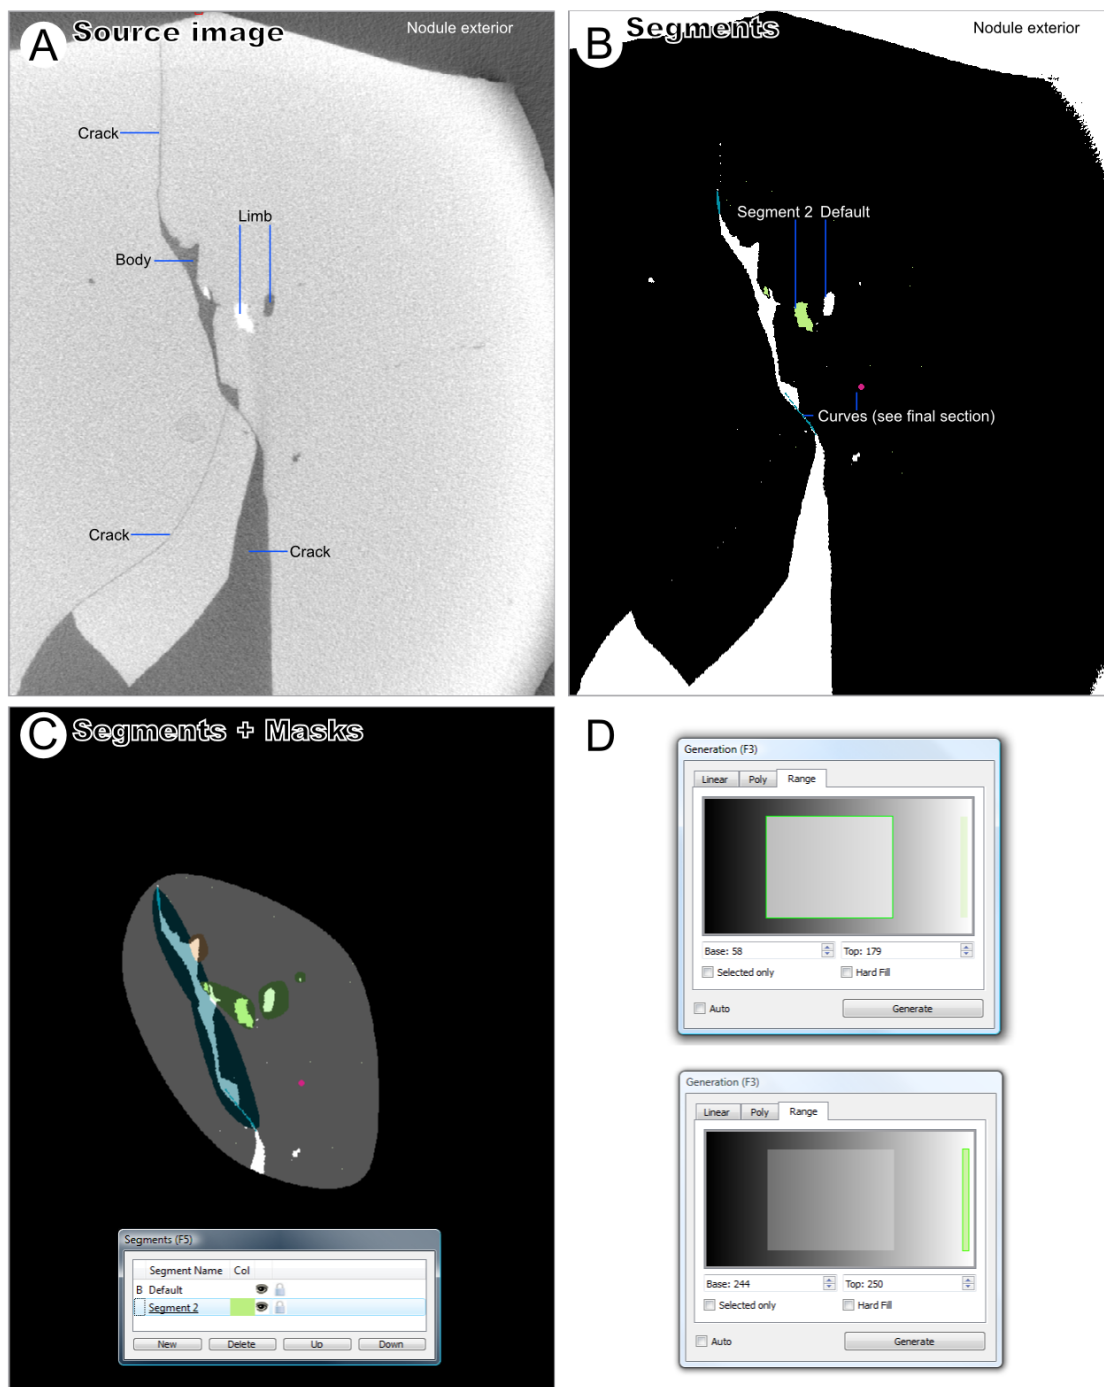 A Source image
Nodule exterior
Crack
Limb
Body
Crack
Crack
B Segments
Nodule exterior
Segment 2 Default
Curves (see final section)
C Segments + Masks
Segments (F5)
Segment Name Col
B Default
Segment 2
New Delete Up Down
D
Generation (F3)
Linear Poly Range
Base: 58 Top: 179
Selected only Hard Fill
Auto Generate
Generation (F3)
Linear Poly Range
Base: 244 Top: 250
Selected only Hard Fill
Auto Generate